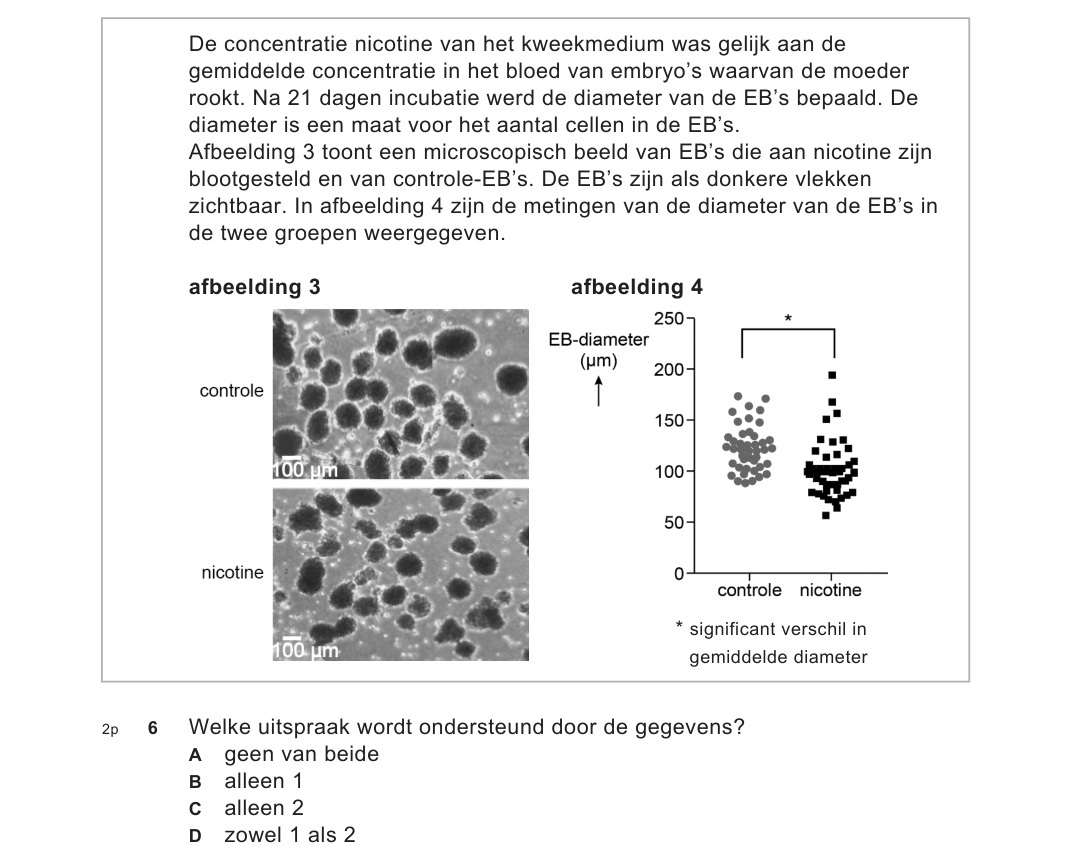 De concentratie nicotine van het kweekmedium was gelijk aan de
gemiddelde concentratie in het bloed van embryo's waarvan de moeder
rookt. Na 21 dagen incubatie werd de diameter van de EB's bepaald. De
diameter is een maat voor het aantal cellen in de EB's.
Afbeelding 3 toont een microscopisch beeld van EB's die aan nicotine zijn
blootgesteld en van controle-EB's. De EB's zijn als donkere vlekken
zichtbaar. In afbeelding 4 zijn de metingen van de diameter van de EB's in
de twee groepen weergegeven.
afbeelding 3
controle
100 µm
nicotine
100 µm
afbeelding 4
EB-diameter
(µm)
250
200
150
100
50
0
*
controle nicotine
* significant verschil in
gemiddelde diameter
2p 6 Welke uitspraak wordt ondersteund door de gegevens?
A geen van beide
B alleen 1
C alleen 2
D zowel 1 als 2